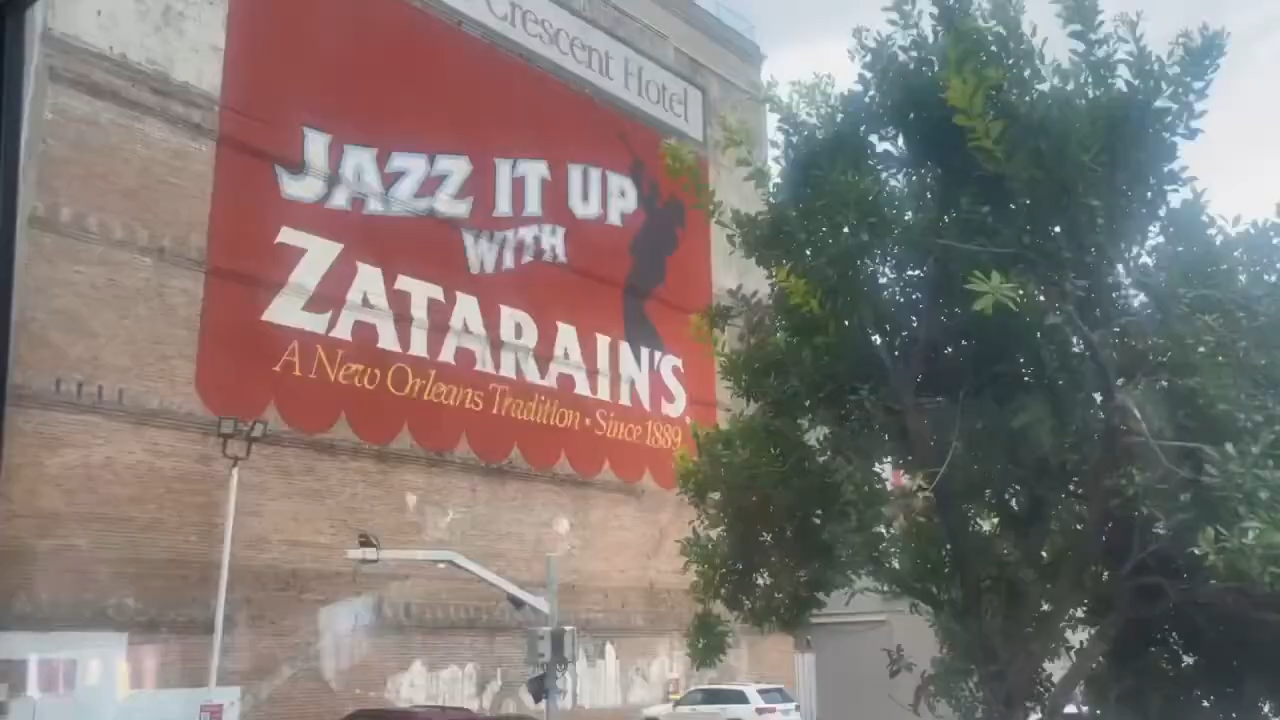 Crescent Hotel
JAZZ IT UP
WITH
ZATARAIN'S
A New Orleans Tradition • Since 1889